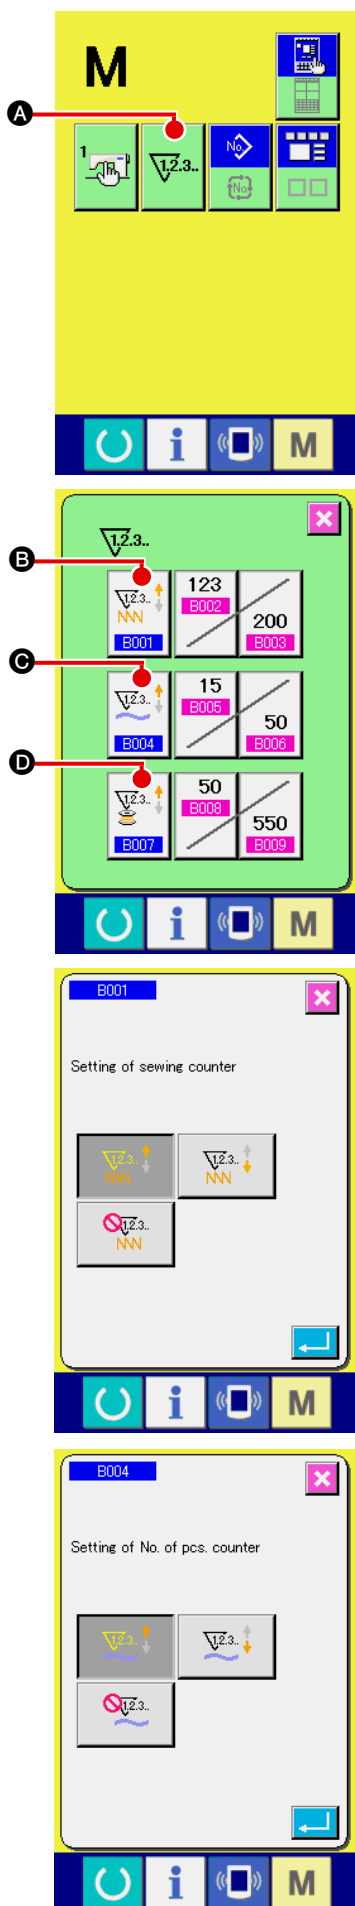 M
A
1
1.2.3..
No.
No.
M
1.2.3..
B
1.2.3..
B001
123
B002
200
B003
C
1.2.3..
B004
15
B005
50
B006
D
1.2.3..
B007
50
B008
550
B009
M
B001
Setting of sewing counter
1.2.3..
1.2.3..
1.2.3..
M
B004
Setting of No. of pcs. counter
1.2.3..
1.2.3..
1.2.3..
M